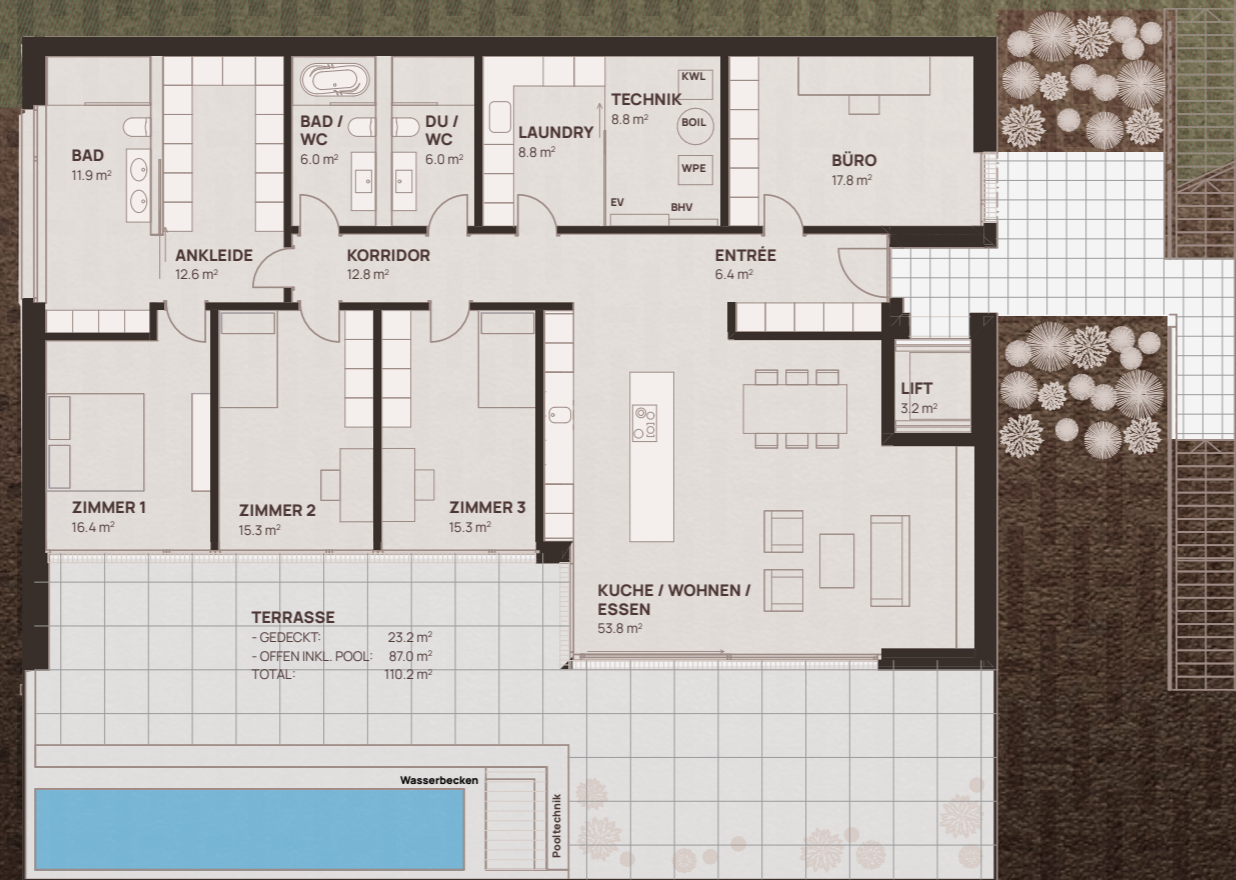 BAD
11.9 m²
ANKLEIDE
12.6 m²
BAD /
WC
6.0 m²
DU /
WC
6.0 m²
LAUNDRY
8.8 m²
TECHNIK
8.8 m²
KWL
BOIL
WPE
EV
BHV
BÜRO
17.8 m²
KORRIDOR
12.8 m²
ENTRÉE
6.4 m²
LIFT
3.2 m²
ZIMMER 1
16.4 m²
ZIMMER 2
15.3 m²
ZIMMER 3
15.3 m²
KUCHE / WOHNEN /
ESSEN
53.8 m²
TERRASSE
- GEDECKT: 23.2 m²
- OFFEN INKL. POOL: 87.0 m²
TOTAL: 110.2 m²
Wasserbecken
Pooltechnik